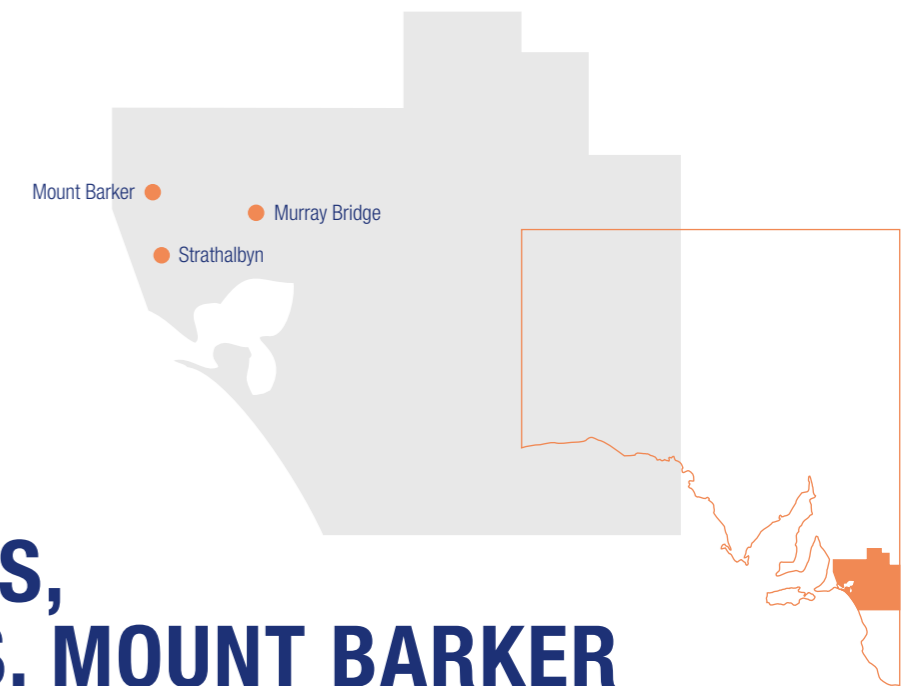 Mount Barker
Murray Bridge
Strathalbyn
S,
S, MOUNT BARKER